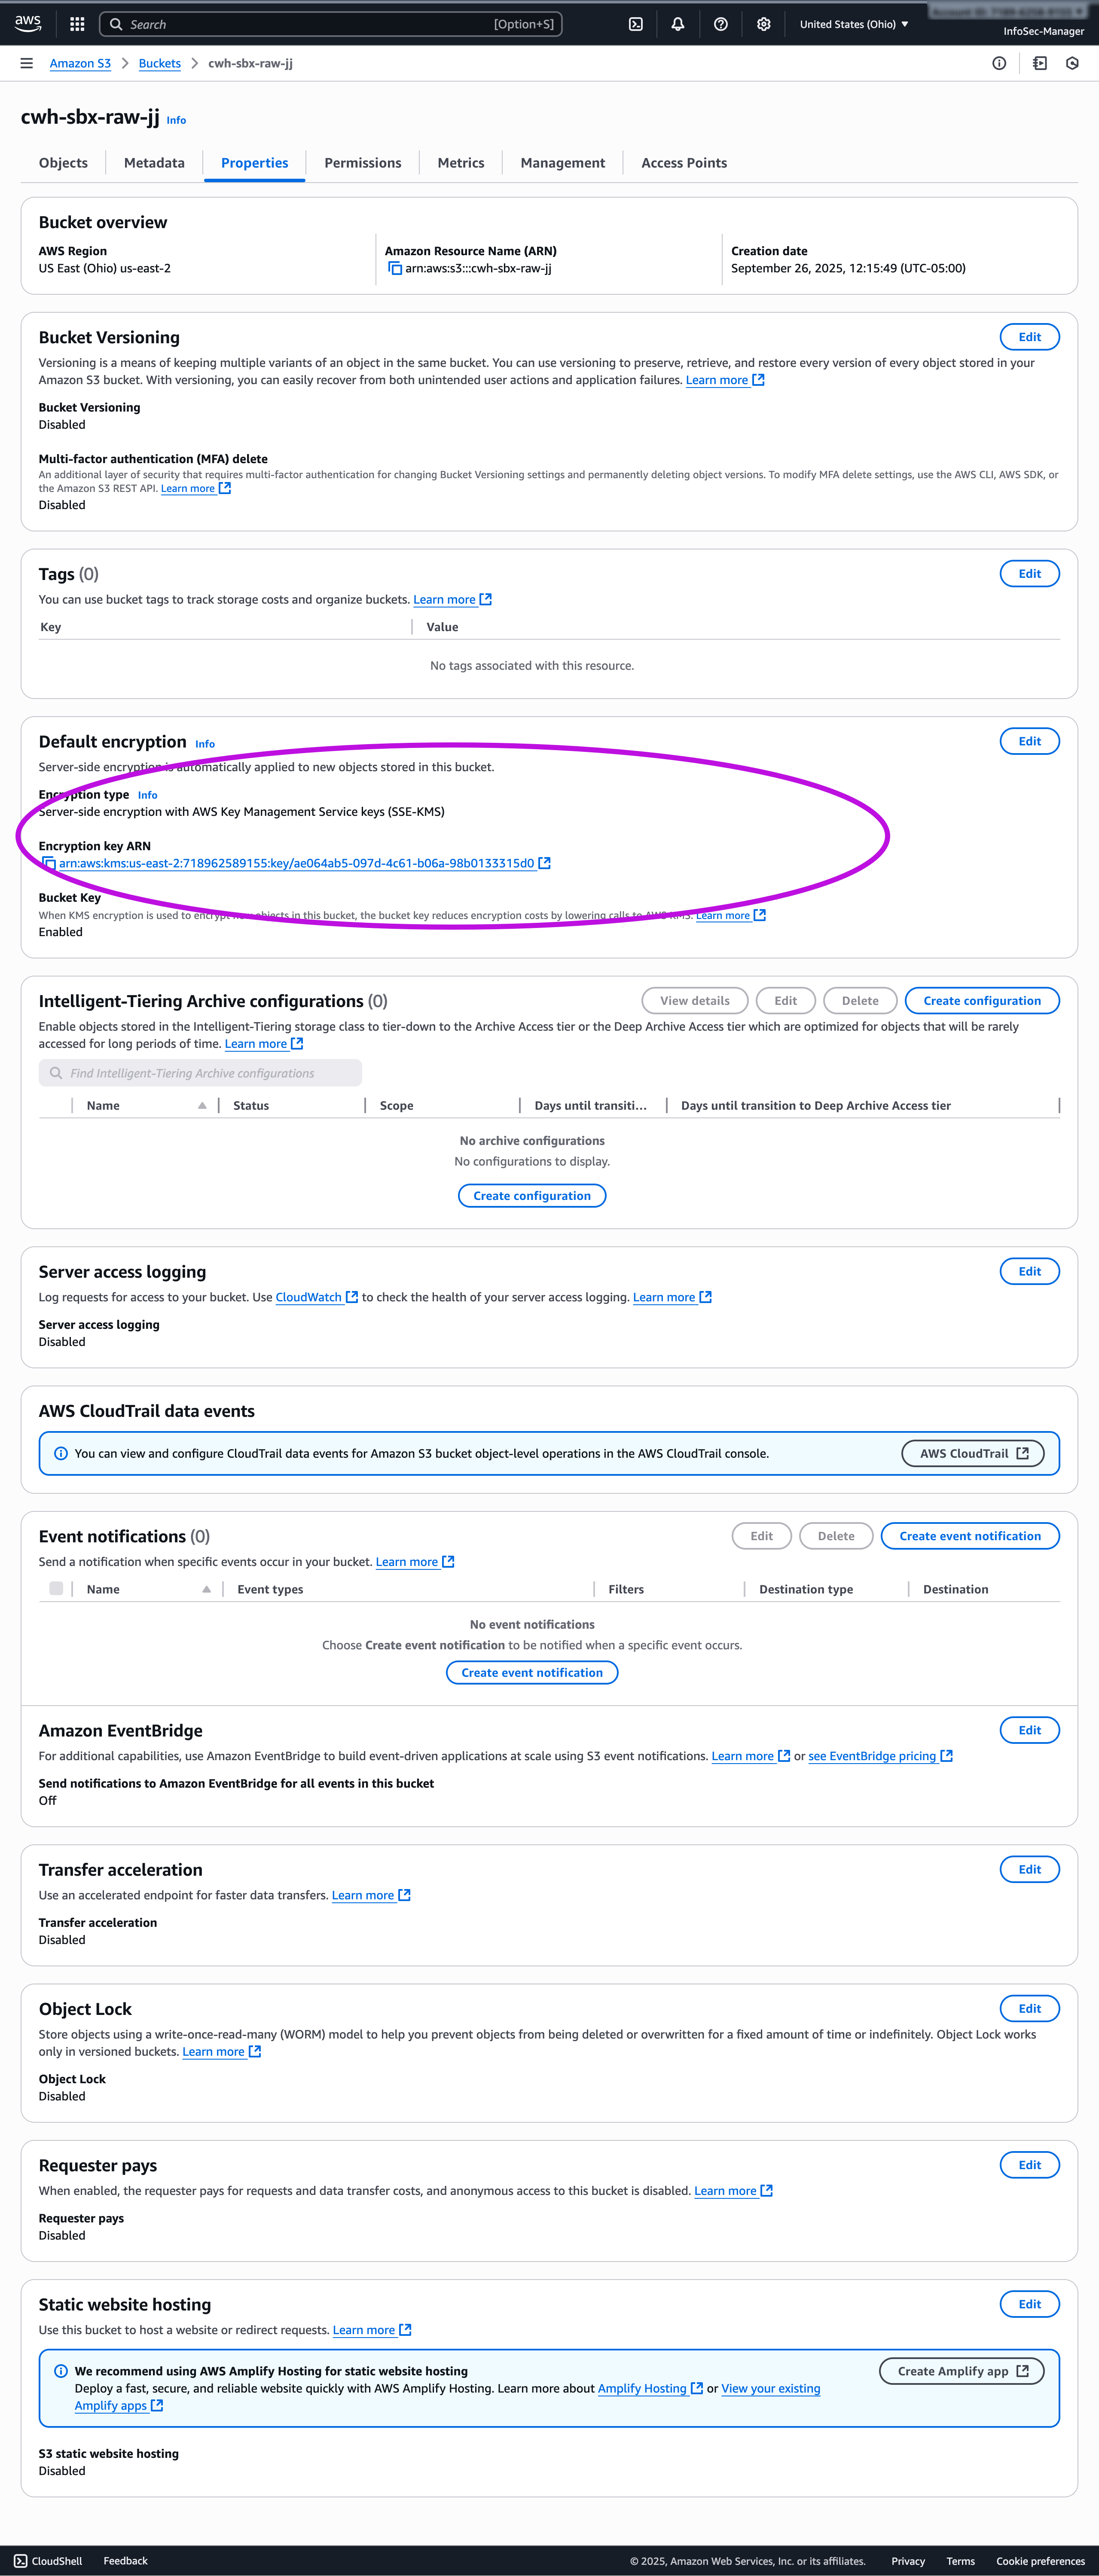 aws
Search
[Option+S]
United States (Ohio)
InfoSec-Manager
Amazon S3
Buckets
cwh-sbx-raw-jj
cwh-sbx-raw-jj Info
Objects
Metadata
Properties
Permissions
Metrics
Management
Access Points
Bucket overview
AWS Region
US East (Ohio) us-east-2
Amazon Resource Name (ARN)
arn:aws:s3:::cwh-sbx-raw-jj
Creation date
September 26, 2025, 12:15:49 (UTC-05:00)
Bucket Versioning
Edit
Versioning is a means of keeping multiple variants of an object in the same bucket. You can use versioning to preserve, retrieve, and restore every version of every object stored in your
Amazon S3 bucket. With versioning, you can easily recover from both unintended user actions and application failures. Learn more
Bucket Versioning
Disabled
Multi-factor authentication (MFA) delete
An additional layer of security that requires multi-factor authentication for changing Bucket Versioning settings and permanently deleting object versions. To modify MFA delete settings, use the AWS CLI, AWS SDK, or
the Amazon S3 REST API. Learn more
Disabled
Tags (0)
Edit
You can use bucket tags to track storage costs and organize buckets. Learn more
Key
Value
No tags associated with this resource.
Default encryption Info
Edit
Server-side encryption is automatically applied to new objects stored in this bucket.
Encryption type Info
Server-side encryption with AWS Key Management Service keys (SSE-KMS)
Encryption key ARN
arn:aws:kms:us-east-2:718962589155:key/ae064ab5-097d-4c61-b06a-98b0133315d0
Bucket Key
When KMS encryption is used to encrypt new objects in this bucket, the bucket key reduces encryption costs by lowering calls to AWS KMS. Learn more
Enabled
Intelligent-Tiering Archive configurations (0)
View details
Edit
Delete
Create configuration
Enable objects stored in the Intelligent-Tiering storage class to tier-down to the Archive Access tier or the Deep Archive Access tier which are optimized for objects that will be rarely
accessed for long periods of time. Learn more
Find Intelligent-Tiering Archive configurations
Name
Status
Scope
Days until transiti...
Days until transition to Deep Archive Access tier
No archive configurations
No configurations to display.
Create configuration
Server access logging
Edit
Log requests for access to your bucket. Use CloudWatch to check the health of your server access logging. Learn more
Server access logging
Disabled
AWS CloudTrail data events
You can view and configure CloudTrail data events for Amazon S3 bucket object-level operations in the AWS CloudTrail console.
AWS CloudTrail
Event notifications (0)
Edit
Delete
Create event notification
Send a notification when specific events occur in your bucket. Learn more
Name
Event types
Filters
Destination type
Destination
No event notifications
Choose Create event notification to be notified when a specific event occurs.
Create event notification
Amazon EventBridge
Edit
For additional capabilities, use Amazon EventBridge to build event-driven applications at scale using S3 event notifications. Learn more or see EventBridge pricing
Send notifications to Amazon EventBridge for all events in this bucket
Off
Transfer acceleration
Edit
Use an accelerated endpoint for faster data transfers. Learn more
Transfer acceleration
Disabled
Object Lock
Edit
Store objects using a write-once-read-many (WORM) model to help you prevent objects from being deleted or overwritten for a fixed amount of time or indefinitely. Object Lock works
only in versioned buckets. Learn more
Object Lock
Disabled
Requester pays
Edit
When enabled, the requester pays for requests and data transfer costs, and anonymous access to this bucket is disabled. Learn more
Requester pays
Disabled
Static website hosting
Edit
Use this bucket to host a website or redirect requests. Learn more
We recommend using AWS Amplify Hosting for static website hosting
Deploy a fast, secure, and reliable website quickly with AWS Amplify Hosting. Learn more about Amplify Hosting or View your existing
Amplify apps
Create Amplify app
S3 static website hosting
Disabled
CloudShell
Feedback
© 2025, Amazon Web Services, Inc. or its affiliates.
Privacy
Terms
Cookie preferences